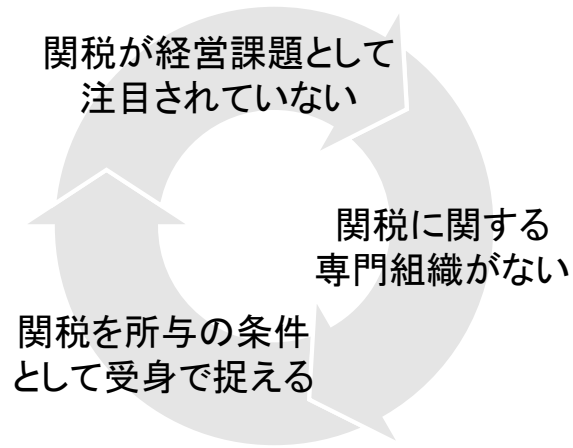 関税が経営課題として
注目されていない
関税に関する
専門組織がない
関税を所与の条件
として受身で捉える